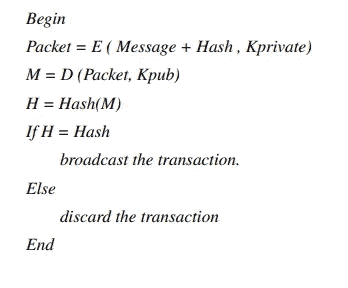 Begin
Packet = E ( Message + Hash , Kprivate)
M = D (Packet, Kpub)
H = Hash(M)
If H = Hash
broadcast the transaction.
Else
discard the transaction
End